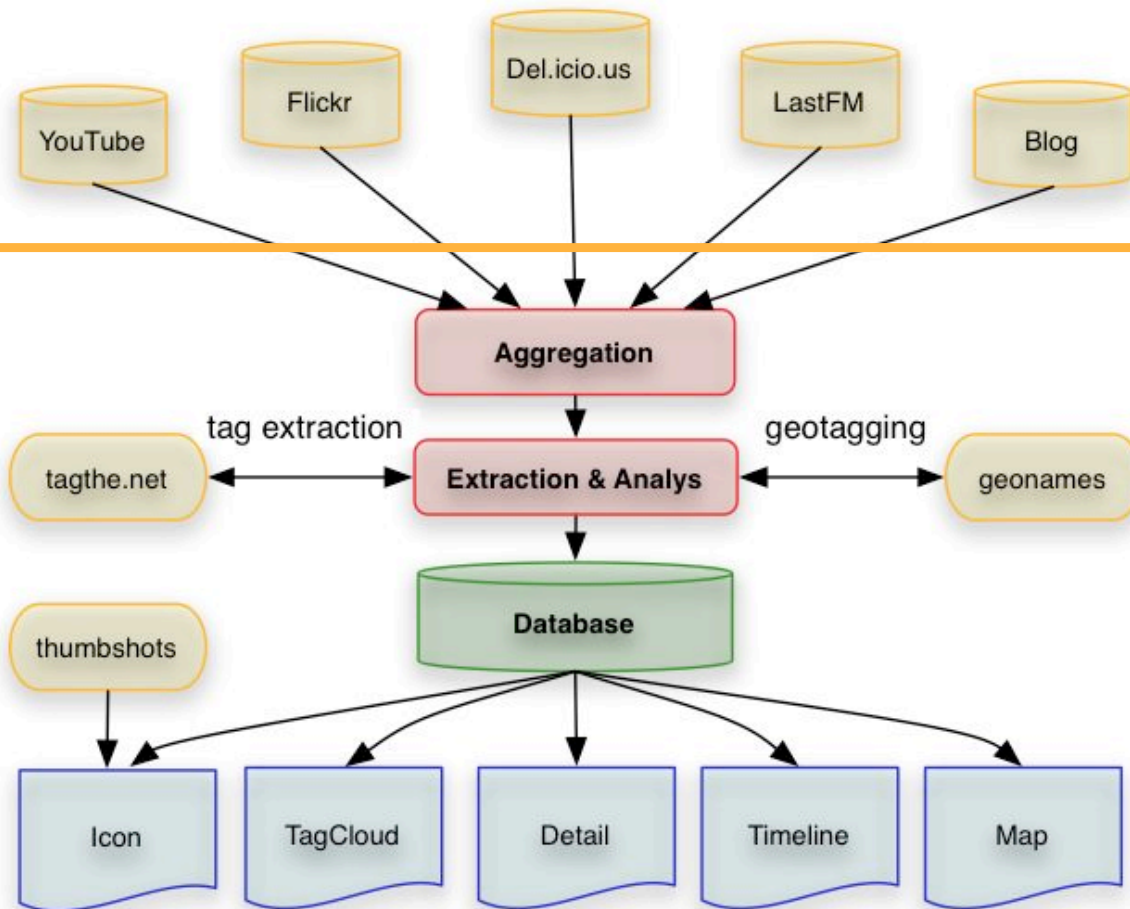 Del.icio.us
Flickr
LastFM
YouTube
Blog
Aggregation
tag extraction
geotagging
tagthe.net
Extraction & Analys
geonames
Database
thumbshots
Icon
TagCloud
Detail
Timeline
Map